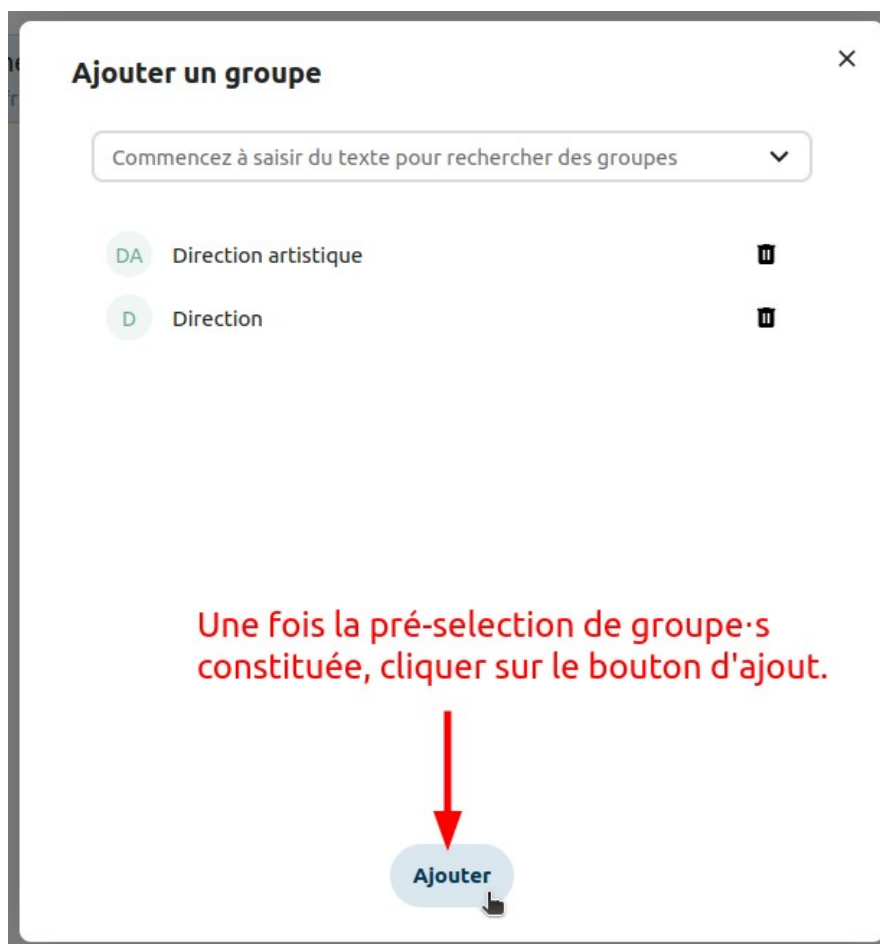 Ajouter un groupe
Commencez à saisir du texte pour rechercher des groupes
DA Direction artistique
D Direction
Une fois la pré-selection de groupe·s
constituée, cliquer sur le bouton d'ajout.
Ajouter